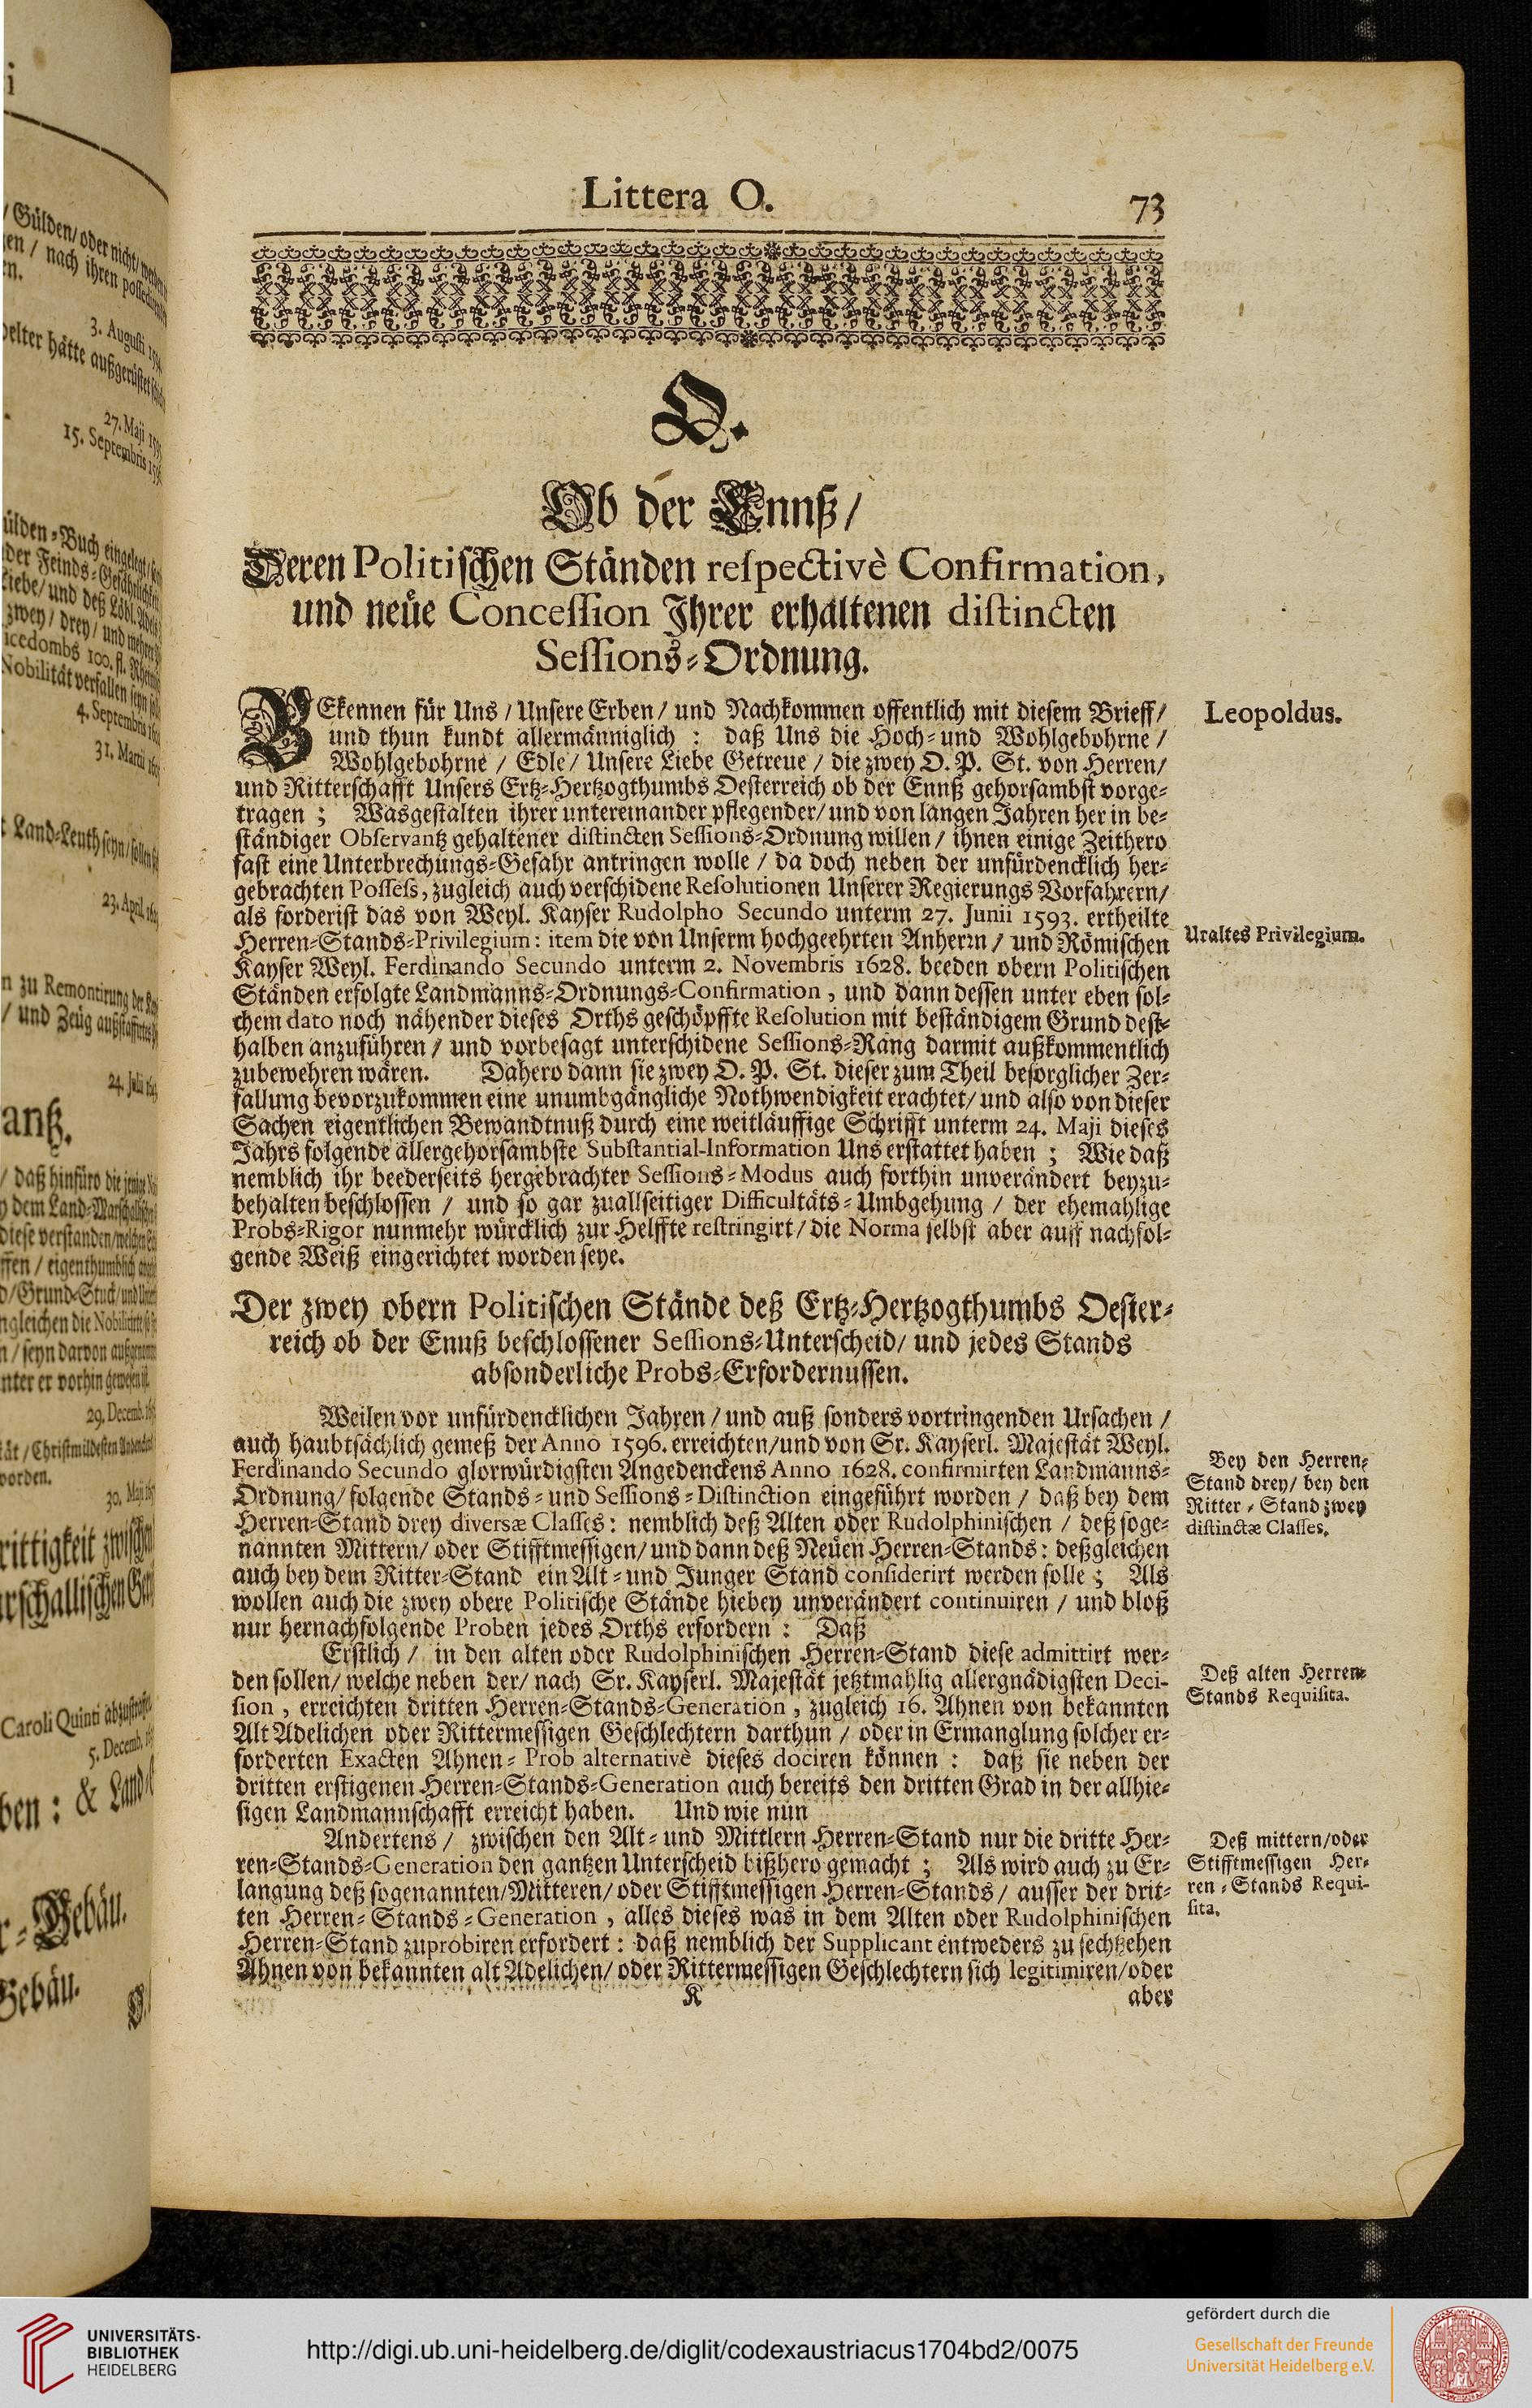 Littera O.
73
O.
Ob der Ennß/
Deren Politischen Ständen respectivè Confirmation,
und neüe Concession Ihrer erhaltenen distincten
Sessions-Ordnung.
BEkennen für Uns / Unsere Erben / und Nachkommen offentlich mit diesem Brieff/
und thun kundt allermänniglich : daß Uns die Hoch- und Wohlgebohrne /
Wohlgebohrne / Edle / Unsere Liebe Getreue / die zwey O. P. St. von Herren/
und Ritterschafft Unsers Ertz-Hertzogthumbs Oesterreich ob der Ennß gehorsambst vorge-
tragen ; Wasgestalten ihrer untereinander pflegender/ und von langen Jahren her in be-
ständiger Observantz gehaltener distincten Sessions-Ordnung willen / ihnen einige Zeithero
fast eine Unterbrechungs-Gefahr antringen wolle / da doch neben der unfürdencklich her-
gebrachten Possess, zugleich auch verschidene Resolutionen Unserer Regierungs Vorfahrern/
als forderist das von Weyl. Kayser Rudolpho Secundo unterm 27. Junii 1593. ertheilte
Herren-Stands-Privilegium : item die von Unserm hochgeehrten Anherrn / und Römischen
Kayser Weyl. Ferdinando Secundo unterm 2. Novembris 1628. beeden obern Politischen
Ständen erfolgte Landmanns-Ordnungs-Confirmation , und dann dessen unter eben sol-
chem dato noch nähender dieses Orths geschöpffte Resolution mit beständigem Grund dest-
halben anzuführen / und vorbesagt unterschidene Sessions-Räng darmit außkommentlich
zubewehren wären. Dahero dann sie zwey O. P. St. dieser zum Theil besorglicher Zer-
fallung bevorzukommen eine unumbgängliche Nothwendigkeit erachtet/ und also von dieser
Sachen eigentlichen Bewandtnuß durch eine weitläuffige Schrifft unterm 24. Maji dieses
Jahrs folgende allergehorsambste Substantial-Information Uns erstattet haben ; Wie daß
nemblich ihr beederseits hergebrachter Sessions-Modus auch forthin unverändert beyzu-
behalten beschlossen / und so gar zuallseitiger Difficultäts-Umbgehung / der ehemahlige
Probs-Rigor nunmehr würcklich zur Helffte restringirt/ die Norma selbst aber auff nachfol-
gende Weiß eingerichtet worden seye.
Leopoldus.
Uraltes Privilegium.
Der zwey obern Politischen Stände deß Ertz-Hertzogthumbs Oester-
reich ob der Ennß beschlossener Sessions-Unterscheid/ und jedes Stands
absonderliche Probs-Erfordernussen.
Weilen vor unfürdencklichen Jahren / und auß sonders vortringenden Ursachen /
auch haubtsächlich gemeß der Anno 1596. erreichten/und von Sr. Kayserl. Majestät Weyl.
Ferdinando Secundo glorwürdigsten Angedenckens Anno 1628. confirmirten Landmanns-
Ordnung/ folgende Stands- und Sessions-Distinction eingeführt worden / daß bey dem
Herren-Stand drey diversæ Classes : nemblich deß Alten oder Rudolphinischen / deß soge-
nannten Mittern/ oder Stifftmessigen/ und dann deß Neuen Herren-Stands : deßgleichen
auch bey dem Ritter-Stand ein Alt- und Junger Stand considerirt werden solle ; Als
wollen auch die zwey obere Politische Stände hiebey unverändert continuiren / und bloß
nur hernachfolgende Proben jedes Orths erfordern : Daß
Erstlich / in den alten oder Rudolphinischen Herren-Stand diese admittirt wer-
den sollen/ welche neben der/ nach Sr. Kayserl. Majestät jetztmahlig allergnädigsten Deci-
sion , erreichten dritten Herren-Stands-Generation , zugleich 16. Ahnen von bekannten
Alt Adelichen oder Rittermessigen Geschlechtern darthun / oder in Ermanglung solcher er-
forderten Exacten Ahnen-Prob alternativè dieses dociren können : daß sie neben der
dritten erstigenen Herren-Stands-Generation auch bereits den dritten Grad in der allhie-
sigen Landmannschafft erreicht haben. Und wie nun
Andertens / zwischen den Alt- und Mittlern Herren-Stand nur die dritte Her-
ren-Stands-Generation den gantzen Unterscheid bißhero gemacht ; Als wird auch zu Er-
langung deß sogenannten/Mitteren/ oder Stifftmessigen Herren-Stands / ausser der drit-
ten Herren-Stands-Generation , alles dieses was in dem Alten oder Rudolphinischen
Herren-Stand zuprobiren erfordert : daß nemblich der Supplicant entweders zu sechzehen
Ahnen von bekannten alt Adelichen/ oder Rittermessigen Geschlechtern sich legitimiren/oder
K
aber
Bey den Herren-
Stand drey/ bey den
Ritter-Stand zwey
distinctæ Classes.
Deß alten Herren-
Stands Requisita.
Deß mittern/oder
Stifftmessigen Her-
ren-Stands Requi-
sita.
UNIVERSITÄTS-
BIBLIOTHEK
HEIDELBERG
http://digi.ub.uni-heidelberg.de/diglit/codexaustriacus1704bd2/0075
gefördert durch die
Gesellschaft der Freunde
Universität Heidelberg e.V.